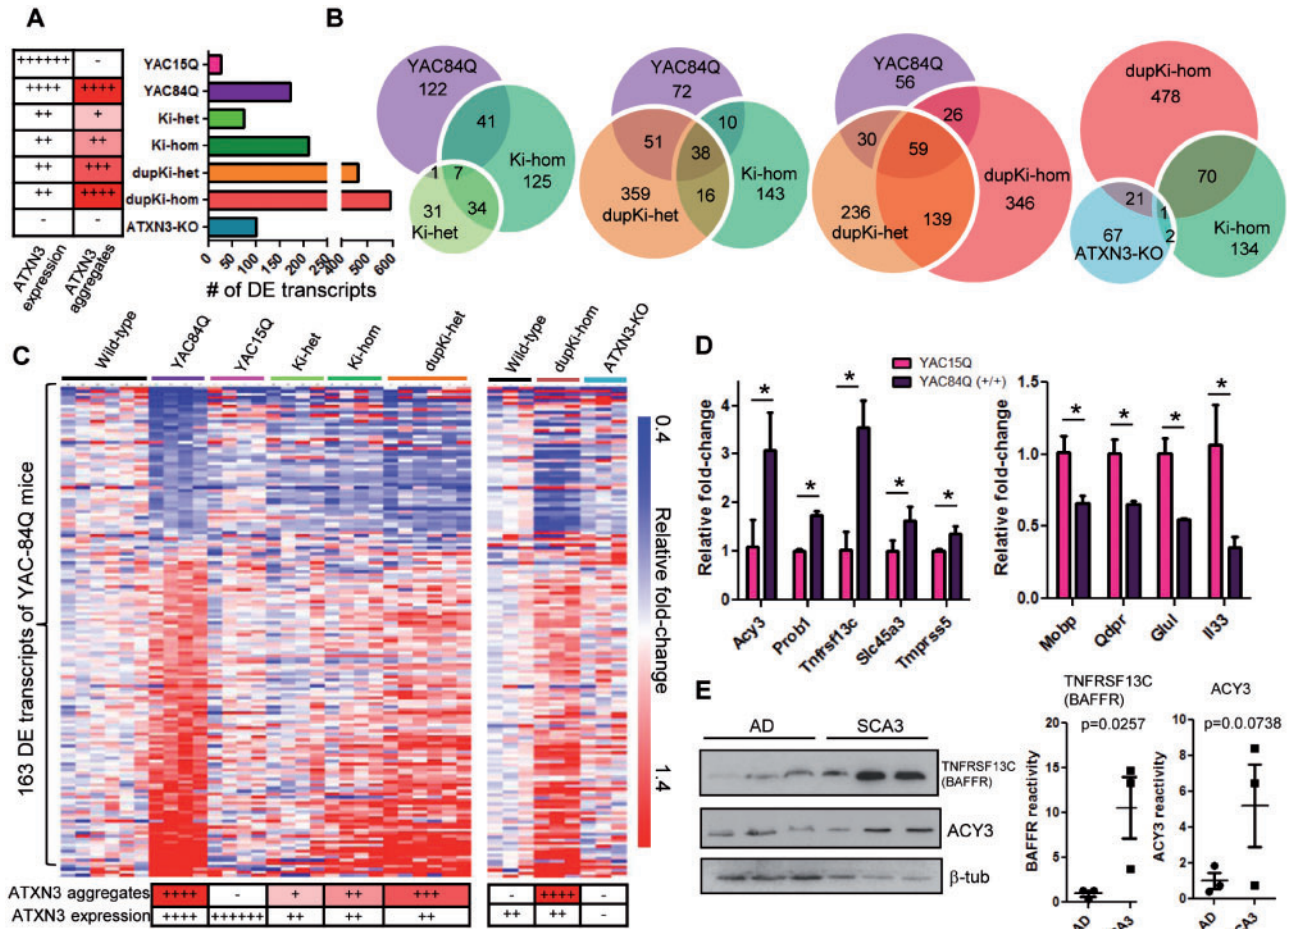 A
++++++ - YAC15Q
++++ ++++ YAC84Q
++ + Ki-het
++ ++ Ki-hom
++ +++ dupKi-het
++ ++++ dupKi-hom
- - ATXN3-KO
ATXN3 expression
ATXN3 aggregates
0 50 100 150 200 250 400 500 600
# of DE transcripts
B
YAC84Q
122
41
Ki-hom
125
1 7
31 34
Ki-het
YAC84Q
72
51 10
38
Ki-hom
143
359 16
dupKi-het
YAC84Q
56
26
30 59
dupKi-hom
346
236 139
dupKi-het
dupKi-hom
478
70
21 1
67 2
ATXN3-KO
Ki-hom
134
C
Wild-type YAC84Q YAC15Q Ki-het Ki-hom dupKi-het
Wild-type dupKi-hom ATXN3-KO
163 DE transcripts of YAC-84Q mice
0.4
Relative fold-change
1.4
ATXN3 aggregates ++++ - + ++ +++ - ++++ -
ATXN3 expression ++++ ++++++ ++ ++ ++ ++ ++ -
D
YAC15Q
YAC84Q (+/+)
Relative fold-change
4
3
2
1
0
* * * * *
Acy3 Prob1 Tnfrsf13c Slc45a3 Tmprss5
Relative fold-change
1.5
1.0
0.5
0.0
* * * *
Mobp Qdpr Glul Il33
E
AD SCA3
TNFRSF13C
(BAFFR)
ACY3
β-tub
TNFRSF13C
(BAFFR)
p=0.0257
BAFFR reactivity
20
15
10
5
0
AD
ACY3
p=0.0.0738
ACY3 reactivity
10
8
6
4
2
0
AD